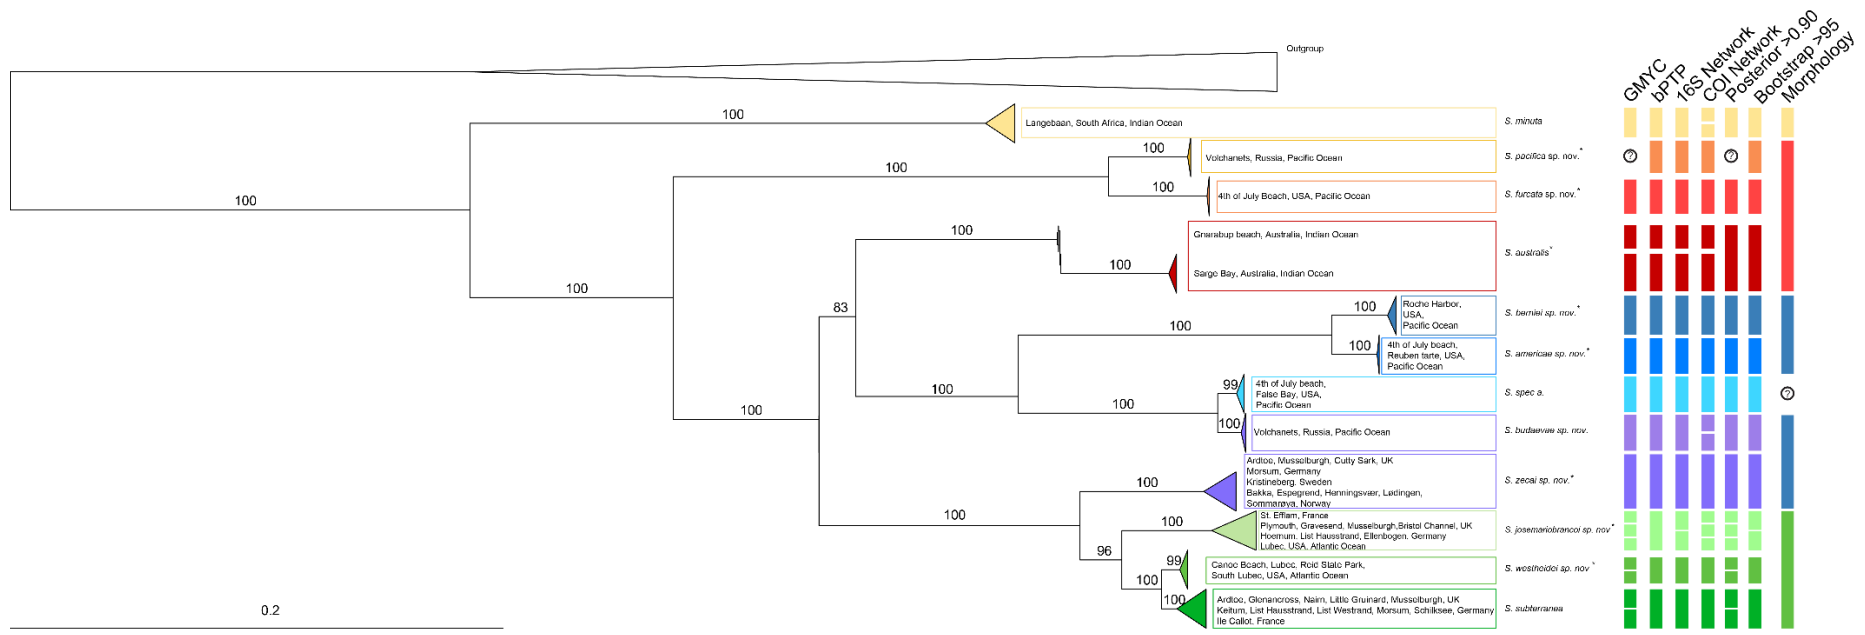 Outgroup
GMYC
bPTP
16S Network
COI Network
Posterior >0.90
Bootstrap >95
Morphology
100
Langebaan, South Africa, Indian Ocean
S. minuta
100
Volchanets, Russia, Pacific Ocean
S. pacifica sp. nov.*
?
?
100
100
4th of July Beach, USA, Pacific Ocean
S. furcata sp. nov.*
100
100
Gnarabup beach, Australia, Indian Ocean
S. australis*
100
Sarge Bay, Australia, Indian Ocean
100
83
100
Roche Harbor,
USA,
Pacific Ocean
S. berniei sp. nov.*
100
100
4th of July beach,
Reuben tarte, USA,
Pacific Ocean
S. americae sp. nov.*
100
99
4th of July beach,
False Bay, USA,
Pacific Ocean
S. spec a.
?
100
100
100
Volchanets, Russia, Pacific Ocean
S. budaevae sp. nov.
Ardtoe, Musselburgh, Cutty Sark, UK
Morsum, Germany
Kristineberg, Sweden
Bakka, Espegrend, Henningsvær, Lødingen,
Sommarøya, Norway
S. zecai sp. nov.*
100
100
100
St. Efflam, France
Plymouth, Gravesend, Musselburgh,Bristol Channel, UK
Hoernum, List Hausstrand, Ellenbogen, Germany
Lubec, USA, Atlantic Ocean
S. josemariobrancoi sp. nov*
96
99
Canoe Beach, Lubec, Reid State Park,
South Lubec, USA, Atlantic Ocean
S. westheidei sp. nov*
100
100
Ardtoe, Glenancross, Nairn, Little Gruinard, Musselburgh, UK
Keitum, List Hausstrand, List Westrand, Morsum, Schilksee, Germany
Ile Callot, France
S. subterranea
0.2